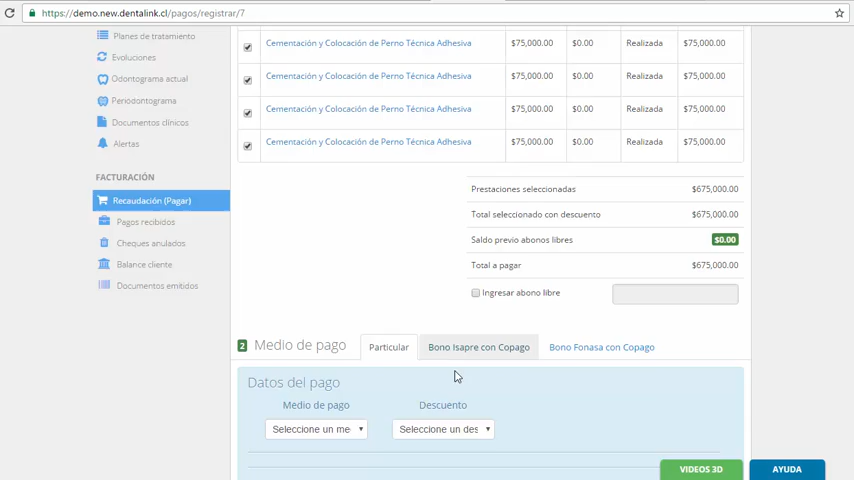 https://demo.new.dentalink.cl/pagos/registrar/7
Planes de tratamiento
Evoluciones
Odontograma actual
Periodontograma
Documentos clínicos
Alertas
FACTURACIÓN
Recaudación (Pagar)
Pagos recibidos
Cheques anulados
Balance cliente
Documentos emitidos
Cementación y Colocación de Perno Técnica Adhesiva $75,000.00 $0.00 Realizada $75,000.00
Cementación y Colocación de Perno Técnica Adhesiva $75,000.00 $0.00 Realizada $75,000.00
Cementación y Colocación de Perno Técnica Adhesiva $75,000.00 $0.00 Realizada $75,000.00
Cementación y Colocación de Perno Técnica Adhesiva $75,000.00 $0.00 Realizada $75,000.00
Prestaciones seleccionadas $675,000.00
Total seleccionado con descuento $675,000.00
Saldo previo abonos libres $0.00
Total a pagar $675,000.00
Ingresar abono libre
2 Medio de pago Particular Bono Isapre con Copago Bono Fonasa con Copago
Datos del pago
Medio de pago Descuento
Seleccione un me Seleccione un des
VIDEOS 3D AYUDA